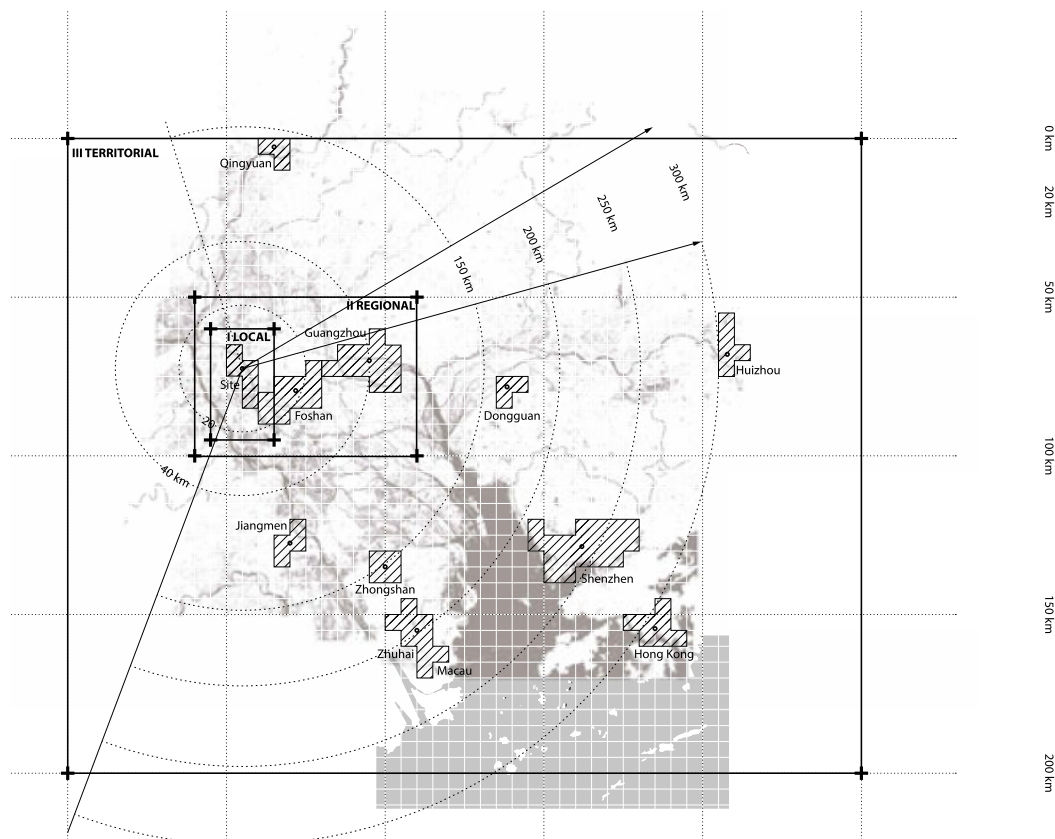 0 km
III TERRITORIAL
Qingyuan
300 km
20 km
250 km
200 km
150 km
50 km
II REGIONAL
Guangzhou
I LOCAL
Huizhou
Site
Foshan
Dongguan
20
100 km
40 km
Jiangmen
Shenzhen
Zhongshan
150 km
Zhuhai
Hong Kong
Macau
200 km